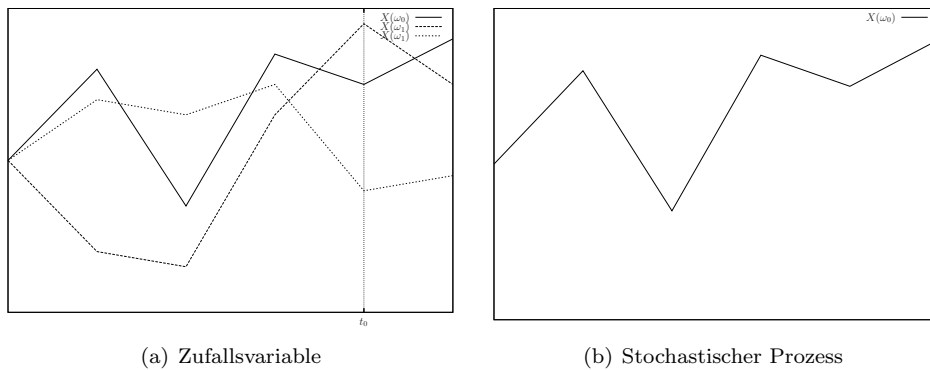 X(ω₀)
X(ω₁)
X(ω₁)
t₀
(a) Zufallsvariable
X(ω₀)
(b) Stochastischer Prozess